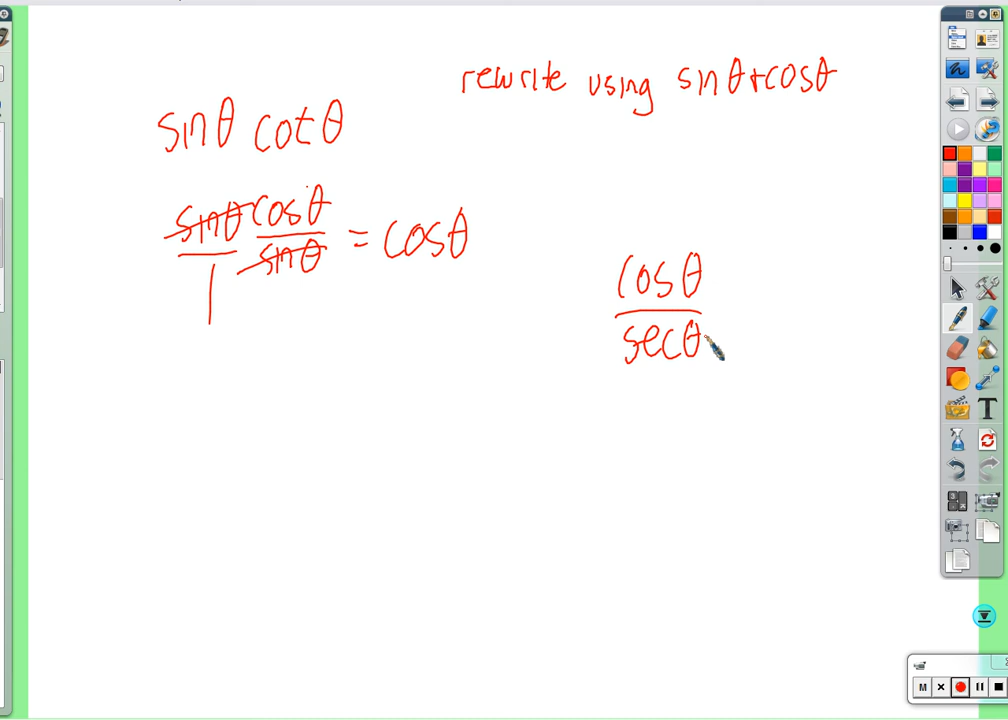 rewrite using sinθ + cosθ
sinθ cotθ
sinθ cosθ
1 sinθ = cosθ
cosθ
secθ
T
M